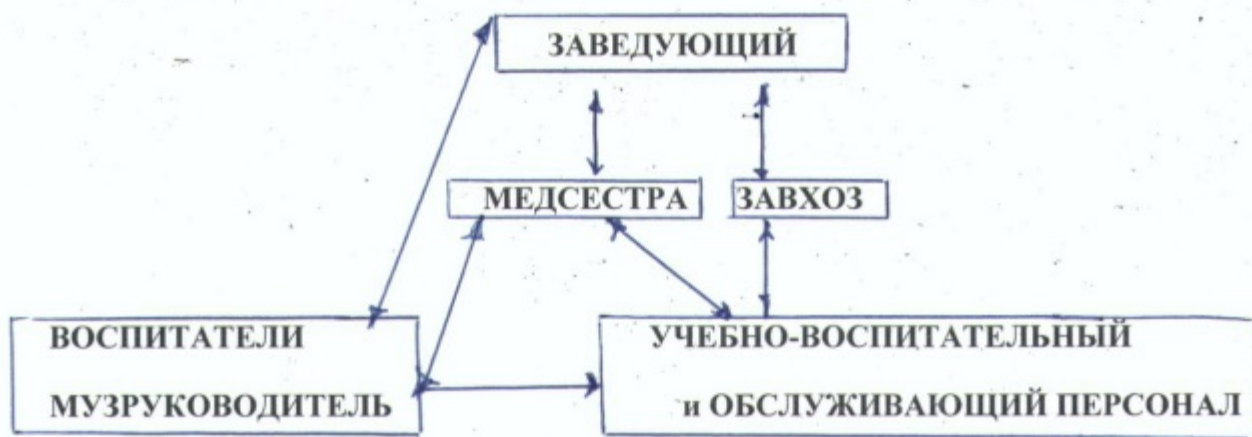 ЗАВЕДУЮЩИЙ
МЕДСЕСТРА
ЗАВХОЗ
ВОСПИТАТЕЛИ
МУЗРУКОВОДИТЕЛЬ
УЧЕБНО-ВОСПИТАТЕЛЬНЫЙ
и ОБСЛУЖИВАЮЩИЙ ПЕРСОНАЛ